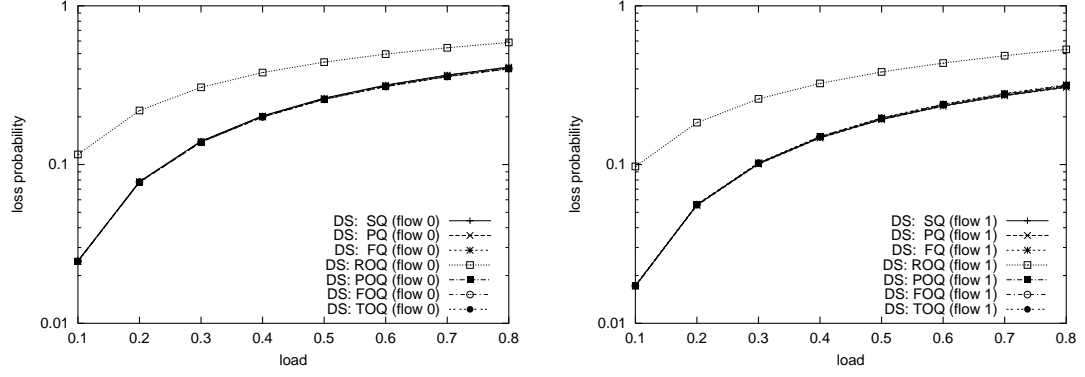 1
0.1
0.01
loss probability
DS: SQ (flow 0)
DS: PQ (flow 0)
DS: FQ (flow 0)
DS: ROQ (flow 0)
DS: POQ (flow 0)
DS: FOQ (flow 0)
DS: TOQ (flow 0)
0.1 0.2 0.3 0.4 0.5 0.6 0.7 0.8
load
1
0.1
0.01
loss probability
DS: SQ (flow 1)
DS: PQ (flow 1)
DS: FQ (flow 1)
DS: ROQ (flow 1)
DS: POQ (flow 1)
DS: FOQ (flow 1)
DS: TOQ (flow 1)
0.1 0.2 0.3 0.4 0.5 0.6 0.7 0.8
load